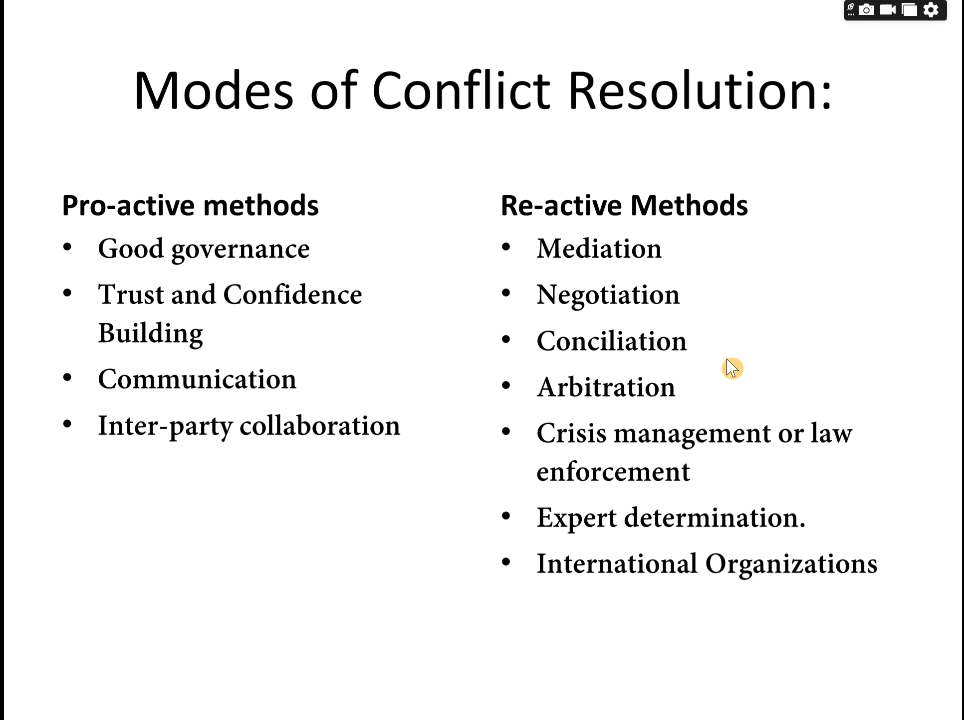 Modes of Conflict Resolution:
Pro-active methods
• Good governance
• Trust and Confidence
Building
• Communication
• Inter-party collaboration
Re-active Methods
• Mediation
• Negotiation
• Conciliation
• Arbitration
• Crisis management or law
enforcement
• Expert determination.
• International Organizations